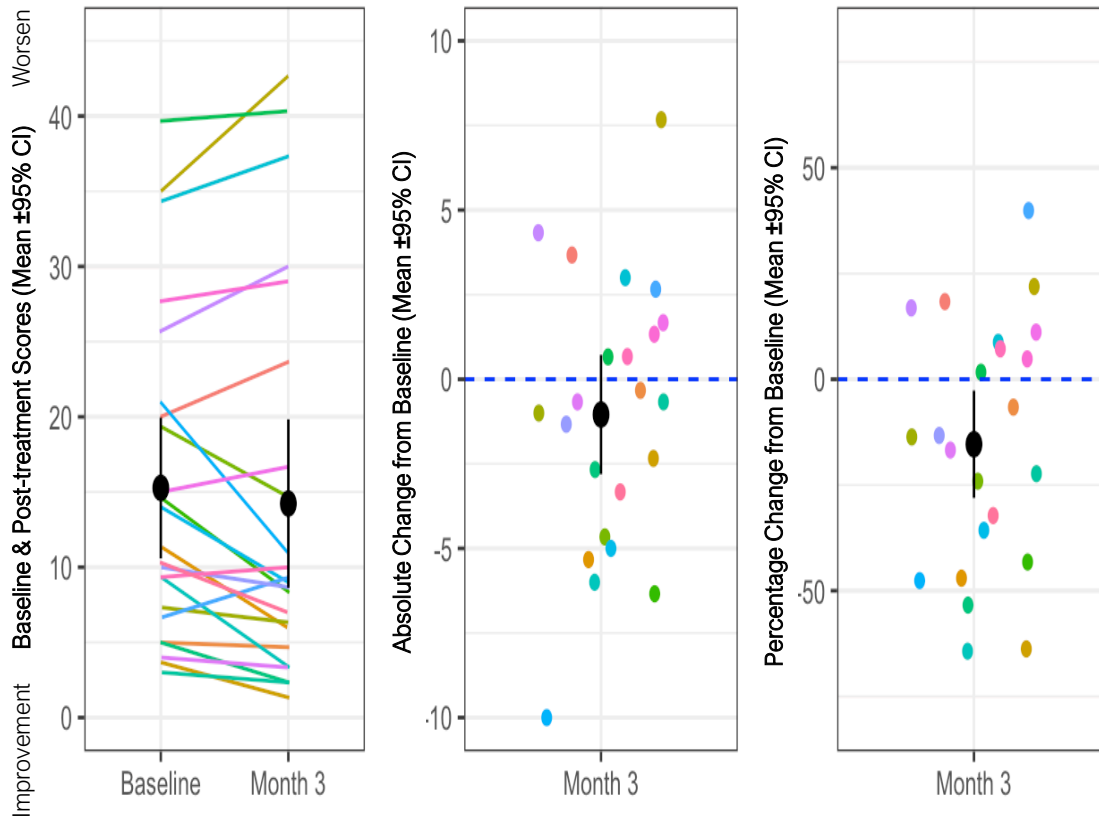 Worsen
Baseline & Post-treatment Scores (Mean ±95% CI)
Improvement
40
30
20
10
0
Baseline
Month 3
Absolute Change from Baseline (Mean ±95% CI)
10
5
0
-5
-10
Month 3
Percentage Change from Baseline (Mean ±95% CI)
50
0
-50
Month 3